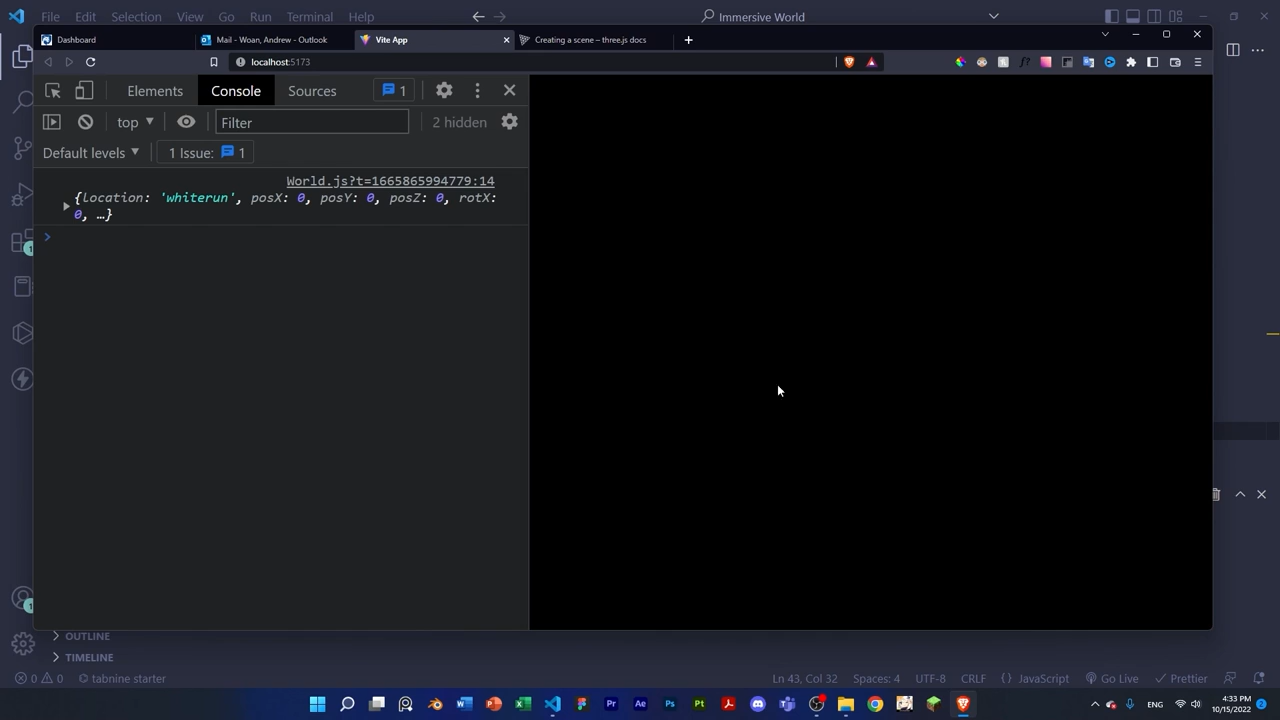 File Edit Selection View Go Run Terminal Help
Immersive World
Dashboard
Mail - Woan, Andrew - Outlook
Vite App
Creating a scene – three.js docs
localhost:5173
Elements Console Sources 1
top Filter 2 hidden
Default levels 1 Issue: 1
World.js?t=1665865994779:14
{location: 'whiterun', posX: 0, posY: 0, posZ: 0, rotX:
0, …}
OUTLINE
TIMELINE
0 0 tabnine starter Ln 43, Col 32 Spaces: 4 UTF-8 CRLF {} JavaScript Go Live Prettier
ENG 4:33 PM
10/15/2022